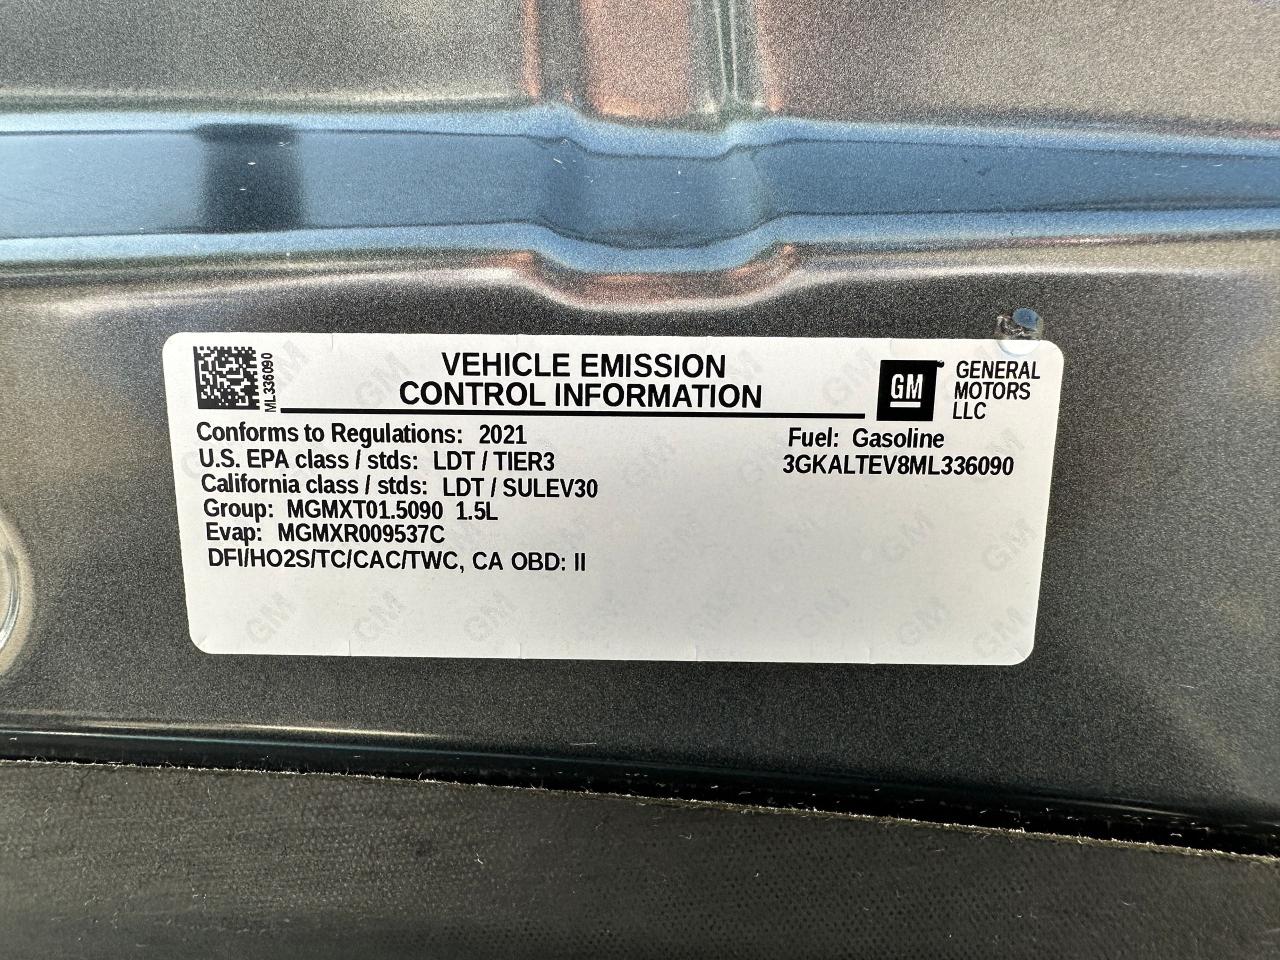 ML336090
VEHICLE EMISSION
CONTROL INFORMATION
GM
GENERAL
MOTORS
LLC
Conforms to Regulations: 2021
U.S. EPA class / stds: LDT / TIER3
California class / stds: LDT / SULEV30
Group: MGMXT01.5090 1.5L
Evap: MGMXR009537C
DFI/HO2S/TC/CAC/TWC, CA OBD: II
Fuel: Gasoline
3GKALTEV8ML336090